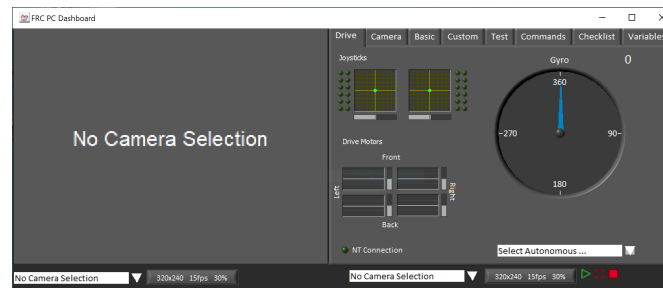 FRC PC Dashboard
Drive Camera Basic Custom Test Commands Checklist Variables
Joysticks
Gyro 0
360
No Camera Selection
-270 90-
Drive Motors
Front
Left Right
180
Back
NT Connection
Select Autonomous ...
No Camera Selection 320x240 15fps 30% No Camera Selection 320x240 15fps 30%